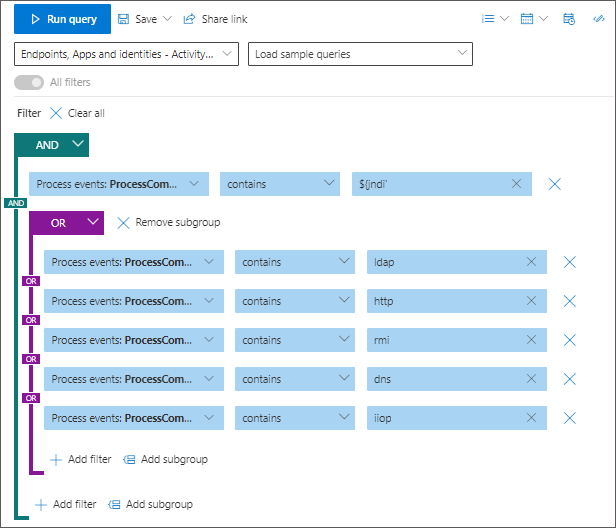 Run query Save Share link
Endpoints, Apps and identities - Activity... Load sample queries
All filters
Filter Clear all
AND
Process events: ProcessCom... contains ${jndi'
AND
OR Remove subgroup
Process events: ProcessCom... contains ldap
OR
Process events: ProcessCom... contains http
OR
Process events: ProcessCom... contains rmi
OR
Process events: ProcessCom... contains dns
OR
Process events: ProcessCom... contains iiop
Add filter Add subgroup
Add filter Add subgroup